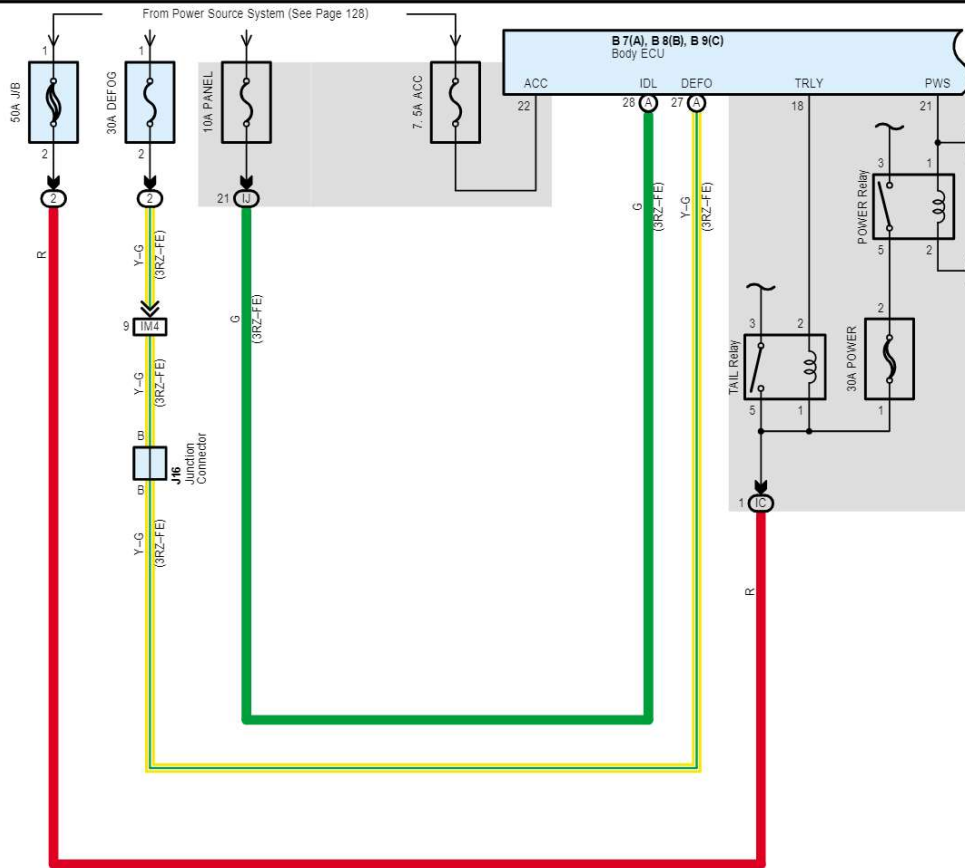 From Power Source System (See Page 128)
B 7(A), B 8(B), B 9(C)
Body ECU
ACC
IDL
DEFO
TRLY
PWS
22
28
A
27
A
18
21
1
50A J/B
2
2
1
30A DEFOG
2
2
10A PANEL
21
IJ
7. 5A ACC
R
Y–G
(3RZ–FE)
9
IM4
Y–G
(3RZ–FE)
B
J16
Junction
Connector
B
Y–G
(3RZ–FE)
G
(3RZ–FE)
G
(3RZ–FE)
Y–G
(3RZ–FE)
3
1
POWER Relay
5
2
3
2
TAIL Relay
5
1
2
30A POWER
1
1
IC
R